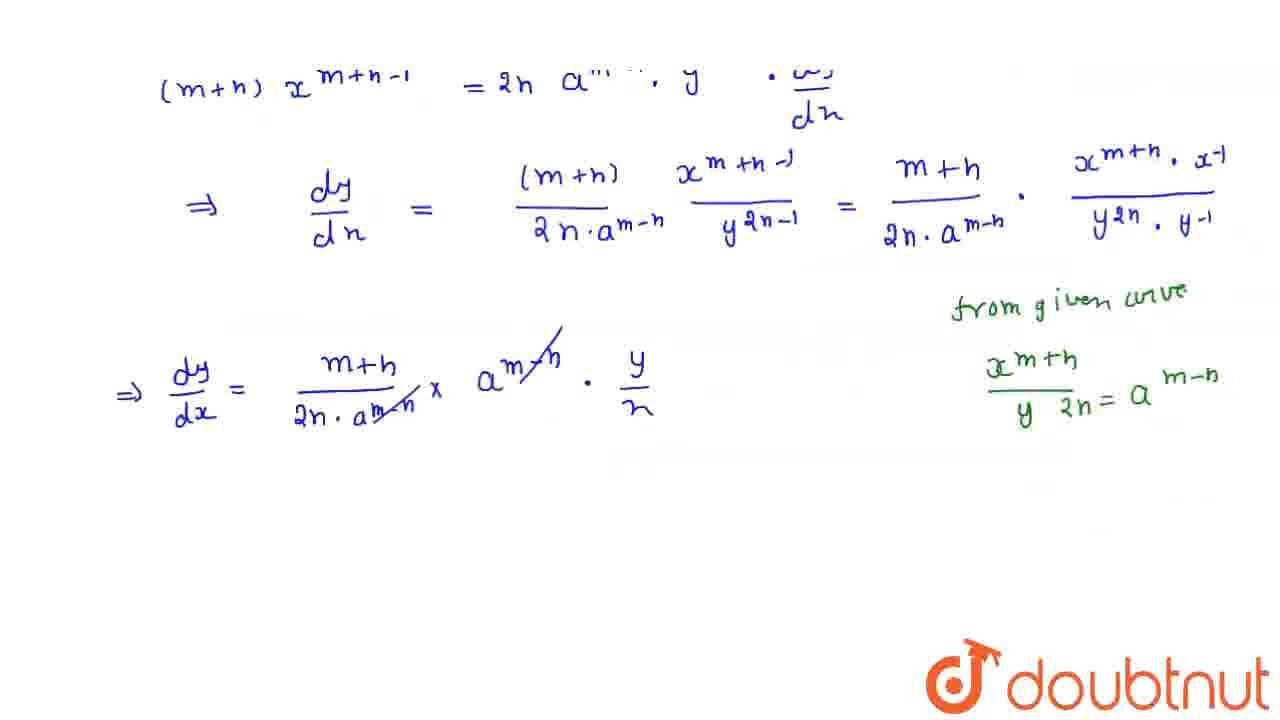 (m+n) x^{m+n-1} = 2n a · y · /dx
⇒ dy/dx = (m+n)/(2n·a^{m-n}) x^{m+n-1}/y^{2n-1} = (m+n)/(2n·a^{m-n}) · (x^{m+n} · x^{-1})/(y^{2n} · y^{-1})
from given curve
⇒ dy/dx = (m+n)/(2n·a^{m-n}) × a^{m-n} · y/x
x^{m+n}/y^{2n} = a^{m-n}
doubtnut